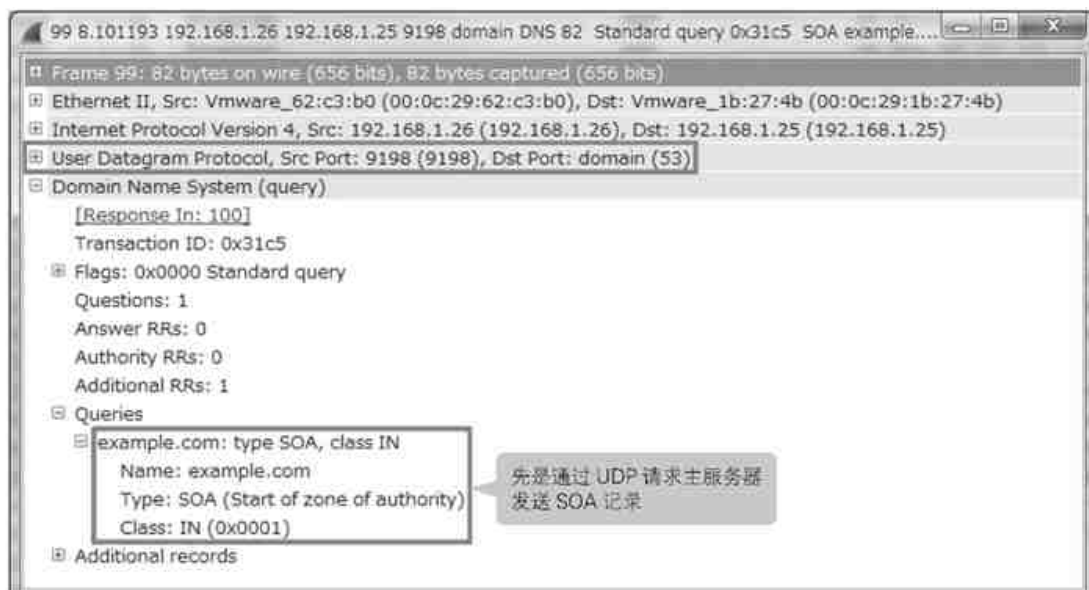 99 8.101193 192.168.1.26 192.168.1.25 9198 domain DNS 82 Standard query 0x31c5 SOA example....
Frame 99: 82 bytes on wire (656 bits), 82 bytes captured (656 bits)
Ethernet II, Src: Vmware_62:c3:b0 (00:0c:29:62:c3:b0), Dst: Vmware_1b:27:4b (00:0c:29:1b:27:4b)
Internet Protocol Version 4, Src: 192.168.1.26 (192.168.1.26), Dst: 192.168.1.25 (192.168.1.25)
User Datagram Protocol, Src Port: 9198 (9198), Dst Port: domain (53)
Domain Name System (query)
[Response In: 100]
Transaction ID: 0x31c5
Flags: 0x0000 Standard query
Questions: 1
Answer RRs: 0
Authority RRs: 0
Additional RRs: 1
Queries
example.com: type SOA, class IN
Name: example.com
Type: SOA (Start of zone of authority)
Class: IN (0x0001)
先是通过 UDP 请求主服务器
发送 SOA 记录
Additional records